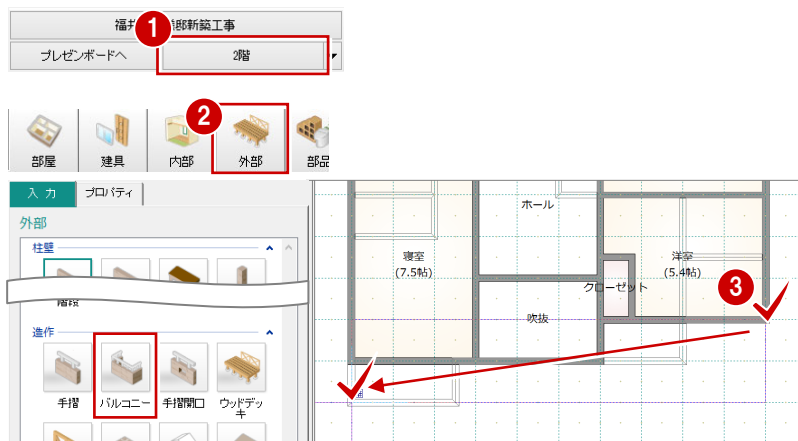 福井 邸新築工事
1
プレゼンボードへ
2階
2
部屋
建具
内部
外部
部品
入 力
プロパティ
外部
柱壁
階段
造作
手摺
バルコニー
手摺開口
ウッドデッ
キ
ホール
寝室
(7.5帖)
洋室
(5.4帖)
クローゼット
吹抜
3